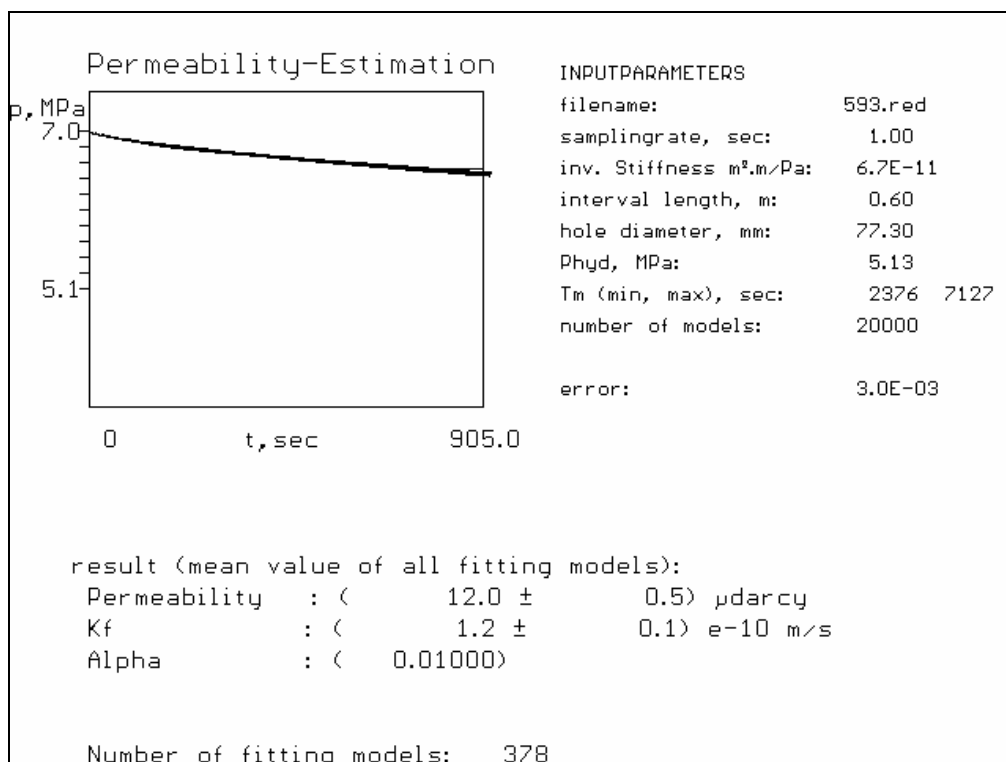 Permeability-Estimation
p,MPa
7.0
5.1
0 t,sec 905.0
INPUTPARAMETERS
filename: 593.red
samplingrate, sec: 1.00
inv. Stiffness m².m/Pa: 6.7E-11
interval length, m: 0.60
hole diameter, mm: 77.30
Phyd, MPa: 5.13
Tm (min, max), sec: 2376 7127
number of models: 20000
error: 3.0E-03
result (mean value of all fitting models):
Permeability : ( 12.0 ± 0.5) µdarcy
Kf : ( 1.2 ± 0.1) e-10 m/s
Alpha : ( 0.01000)
Number of fitting models: 378